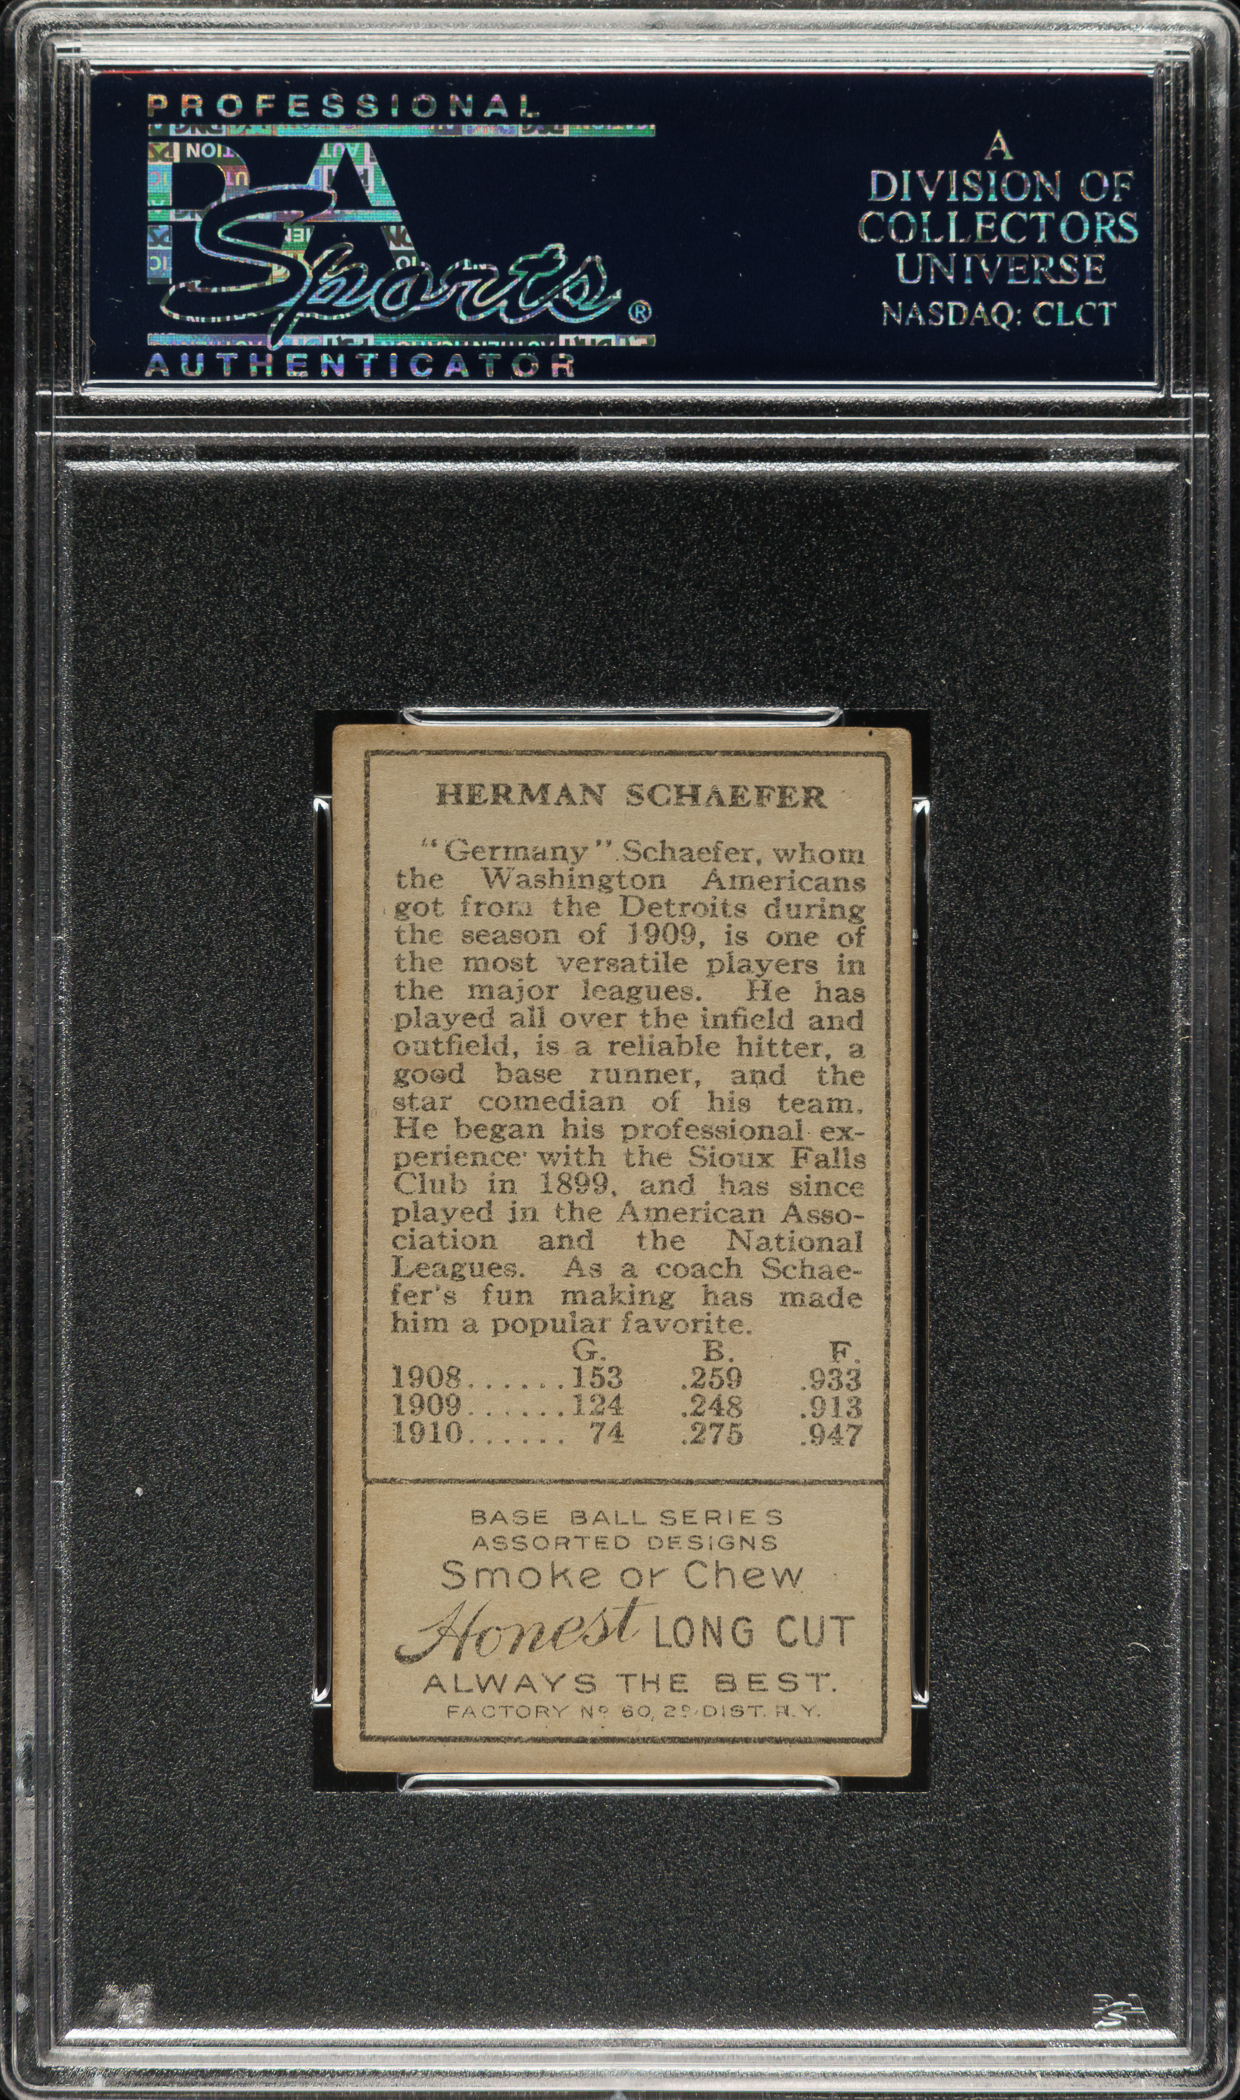 PROFESSIONAL
PSA
Sports®
AUTHENTICATOR
A
DIVISION OF
COLLECTORS
UNIVERSE
NASDAQ: CLCT
HERMAN SCHAEFER
“Germany” Schaefer, whom
the Washington Americans
got from the Detroits during
the season of 1909, is one of
the most versatile players in
the major leagues. He has
played all over the infield and
outfield, is a reliable hitter, a
good base runner, and the
star comedian of his team.
He began his professional ex-
perience with the Sioux Falls
Club in 1899, and has since
played in the American Asso-
ciation and the National
Leagues. As a coach Schae-
fer's fun making has made
him a popular favorite.
G. B. F.
1908......153 .259 .933
1909......124 .248 .913
1910...... 74 .275 .947
BASE BALL SERIES
ASSORTED DESIGNS
Smoke or Chew
Honest LONG CUT
ALWAYS THE BEST.
FACTORY Nº 60, 2º DIST. N.Y.
PSA